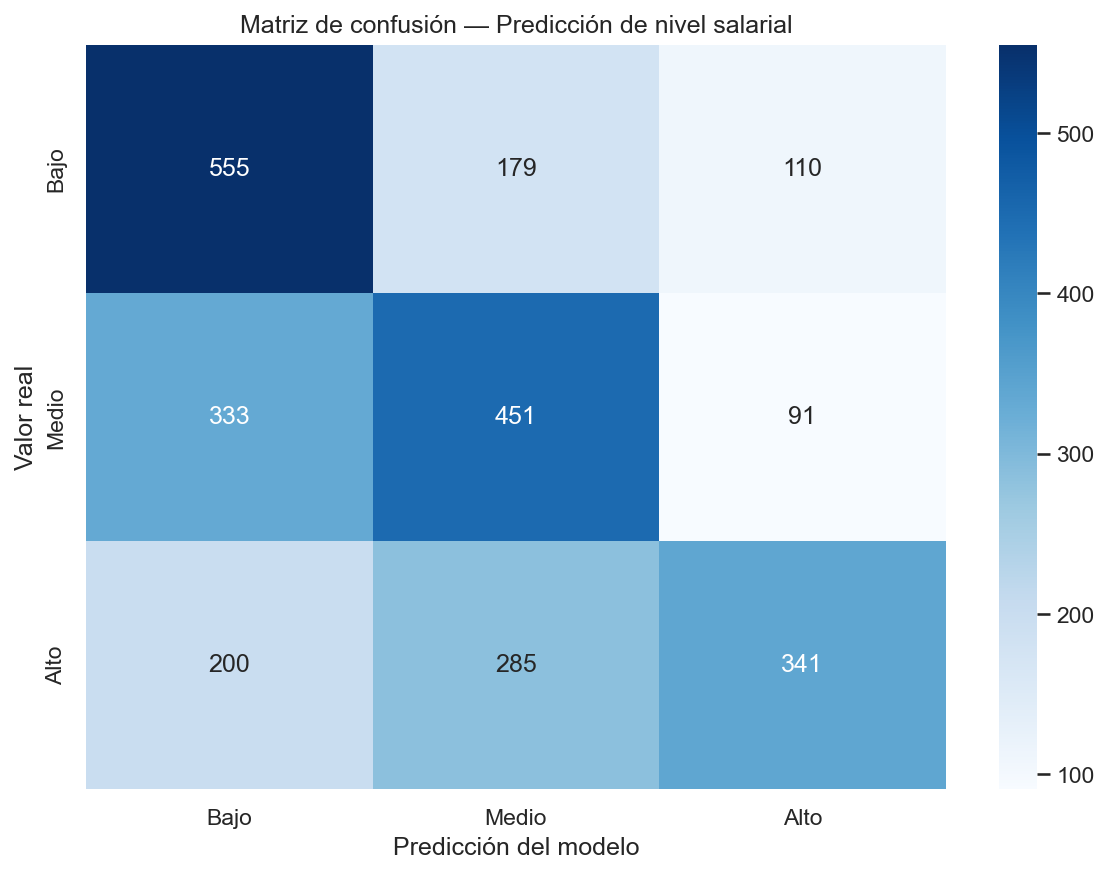 Matriz de confusión — Predicción de nivel salarial
Valor real
Bajo
555 179 110
Medio
333 451 91
Alto
200 285 341
Bajo Medio Alto
Predicción del modelo
500
400
300
200
100